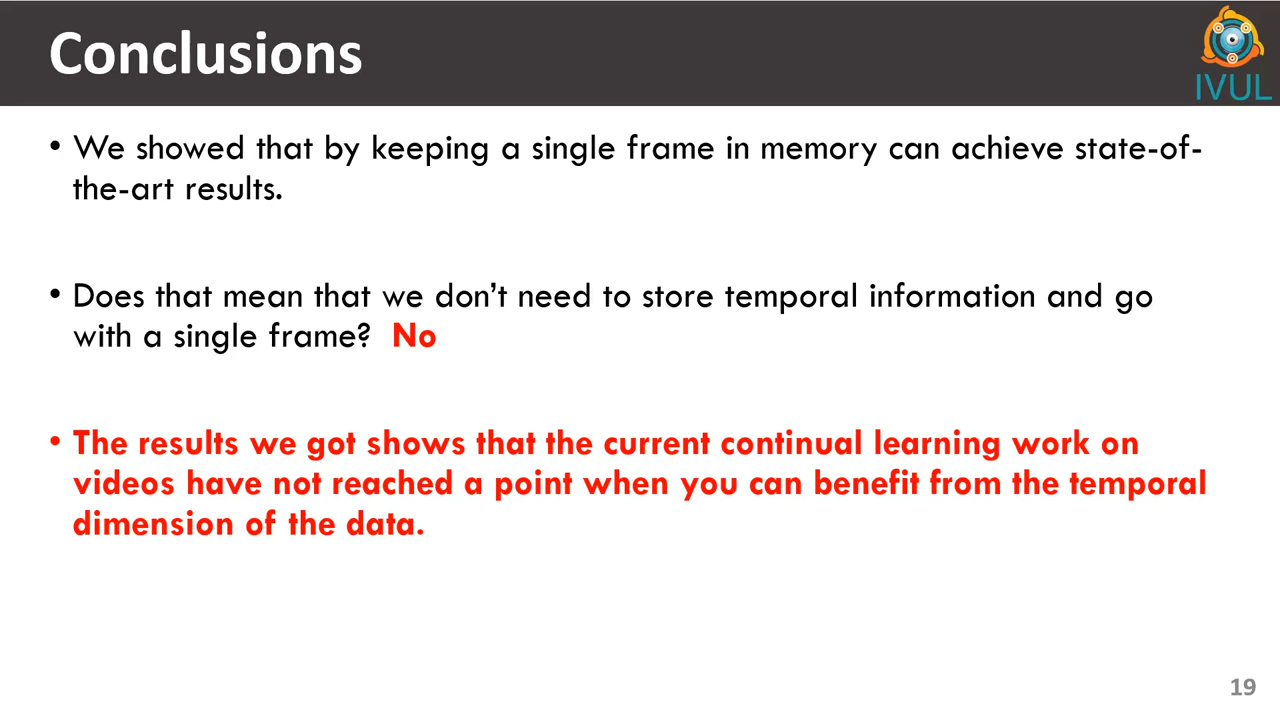 Conclusions
IVUL
• We showed that by keeping a single frame in memory can achieve state-of-
the-art results.
• Does that mean that we don't need to store temporal information and go
with a single frame? No
• The results we got shows that the current continual learning work on
videos have not reached a point when you can benefit from the temporal
dimension of the data.
19